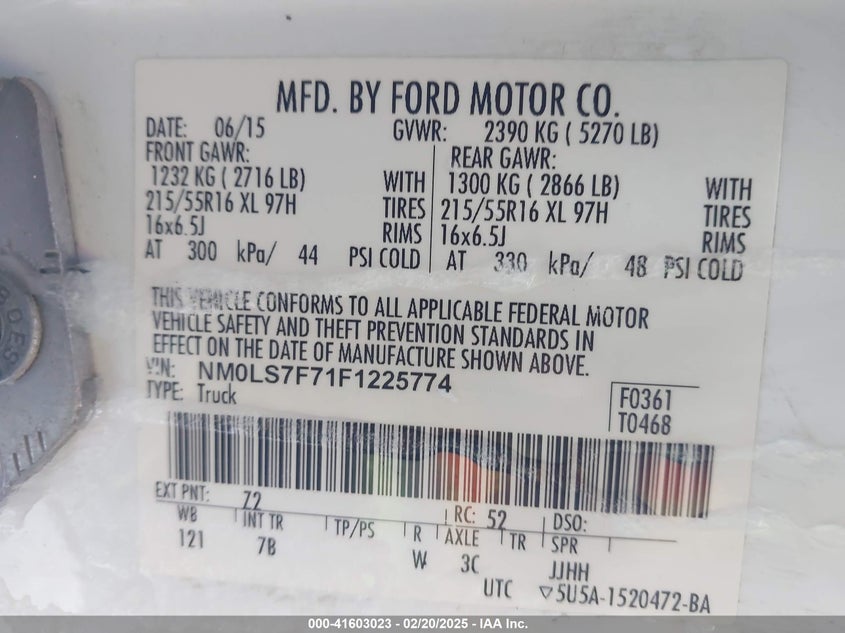 MFD. BY FORD MOTOR CO.
DATE: 06/15 GVWR: 2390 KG ( 5270 LB)
FRONT GAWR: REAR GAWR:
1232 KG ( 2716 LB) WITH 1300 KG ( 2866 LB) WITH
215/55R16 XL 97H TIRES 215/55R16 XL 97H TIRES
16x6.5J RIMS 16x6.5J RIMS
AT 300 kPa/ 44 PSI COLD AT 330 kPa/ 48 PSI COLD
THIS VEHICLE CONFORMS TO ALL APPLICABLE FEDERAL MOTOR
VEHICLE SAFETY AND THEFT PREVENTION STANDARDS IN
EFFECT ON THE DATE OF MANUFACTURE SHOWN ABOVE.
VIN: NM0LS7F71F1225774
TYPE: Truck
F0361
T0468
EXT PNT: Z2 RC: 52 DSO:
WB INT TR TP/PS R AXLE TR SPR
121 7B W 3C JJHH
UTC ▽5U5A-1520472-BA
000-41603023 - 02/20/2025 - IAA Inc.